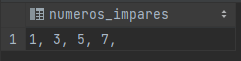 numeros_impares
1 1, 3, 5, 7,